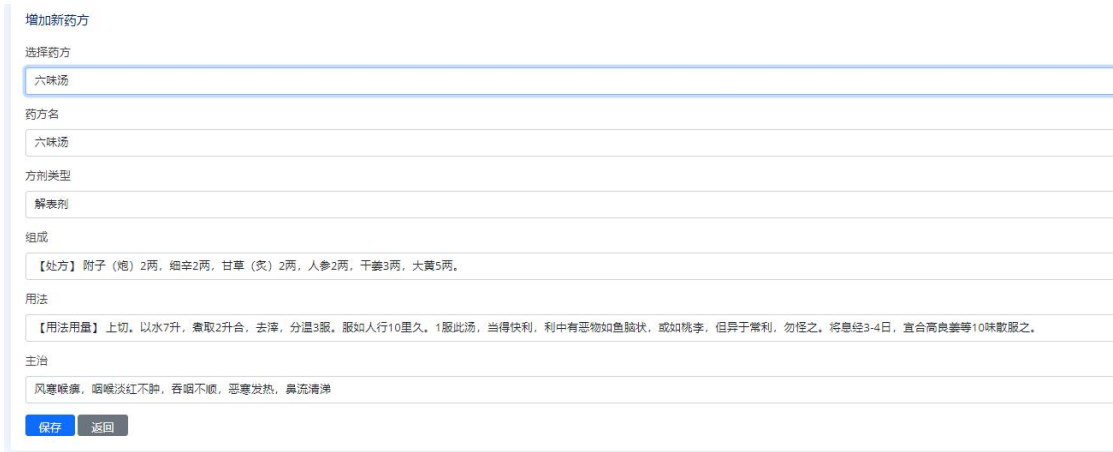 增加新药方
选择药方
六味汤
药方名
六味汤
方剂类型
解表剂
组成
【处方】 附子（炮）2两，细辛2两，甘草（炙）2两，人参2两，干姜3两，大黄5两。
用法
【用法用量】 上切。以水7升，煮取2升合，去滓，分温3服。服如人行10里久。1服此汤，当得快利，利中有恶物如鱼脑状，或如桃李，但异于常利，勿怪之。将息经3-4日，宜合高良姜等10味散服之。
主治
风寒喉痹，咽喉淡红不肿，吞咽不顺，恶寒发热，鼻流清涕
保存 返回